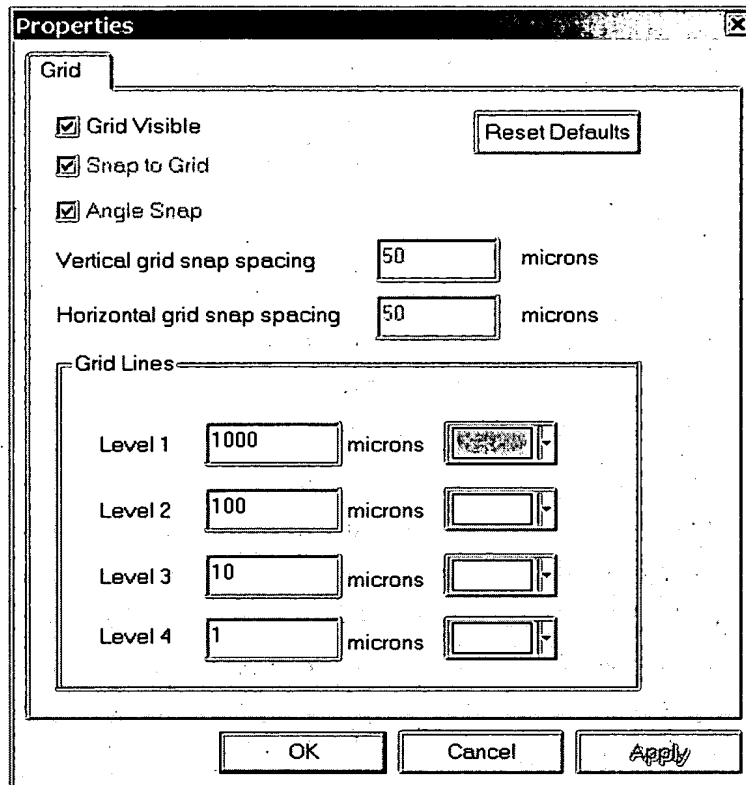 Properties
Grid
Grid Visible
Reset Defaults
Snap to Grid
Angle Snap
Vertical grid snap spacing 50 microns
Horizontal grid snap spacing 50 microns
Grid Lines
Level 1 1000 microns
Level 2 100 microns
Level 3 10 microns
Level 4 1 microns
OK Cancel Apply